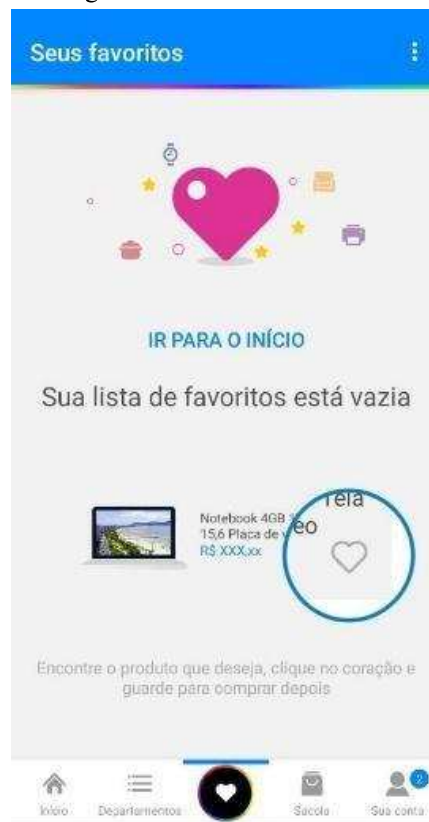 Seus favoritos
IR PARA O INÍCIO
Sua lista de favoritos está vazia
Notebook 4GB
15,6 Placa de v
R$ XXX,xx
Tela
eo
Encontre o produto que deseja, clique no coração e
guarde para comprar depois
2
Início Departamentos Sacola Sua conta